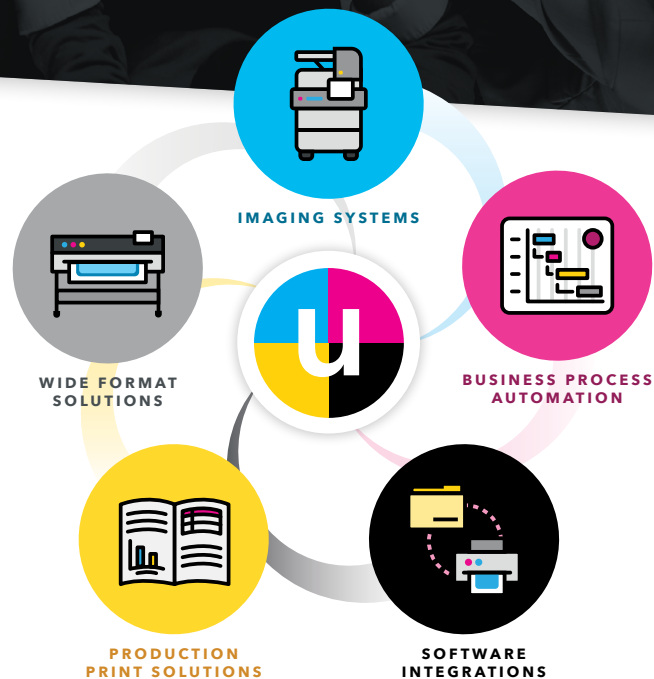 IMAGING SYSTEMS
WIDE FORMAT
SOLUTIONS
u
BUSINESS PROCESS
AUTOMATION
PRODUCTION
PRINT SOLUTIONS
SOFTWARE
INTEGRATIONS